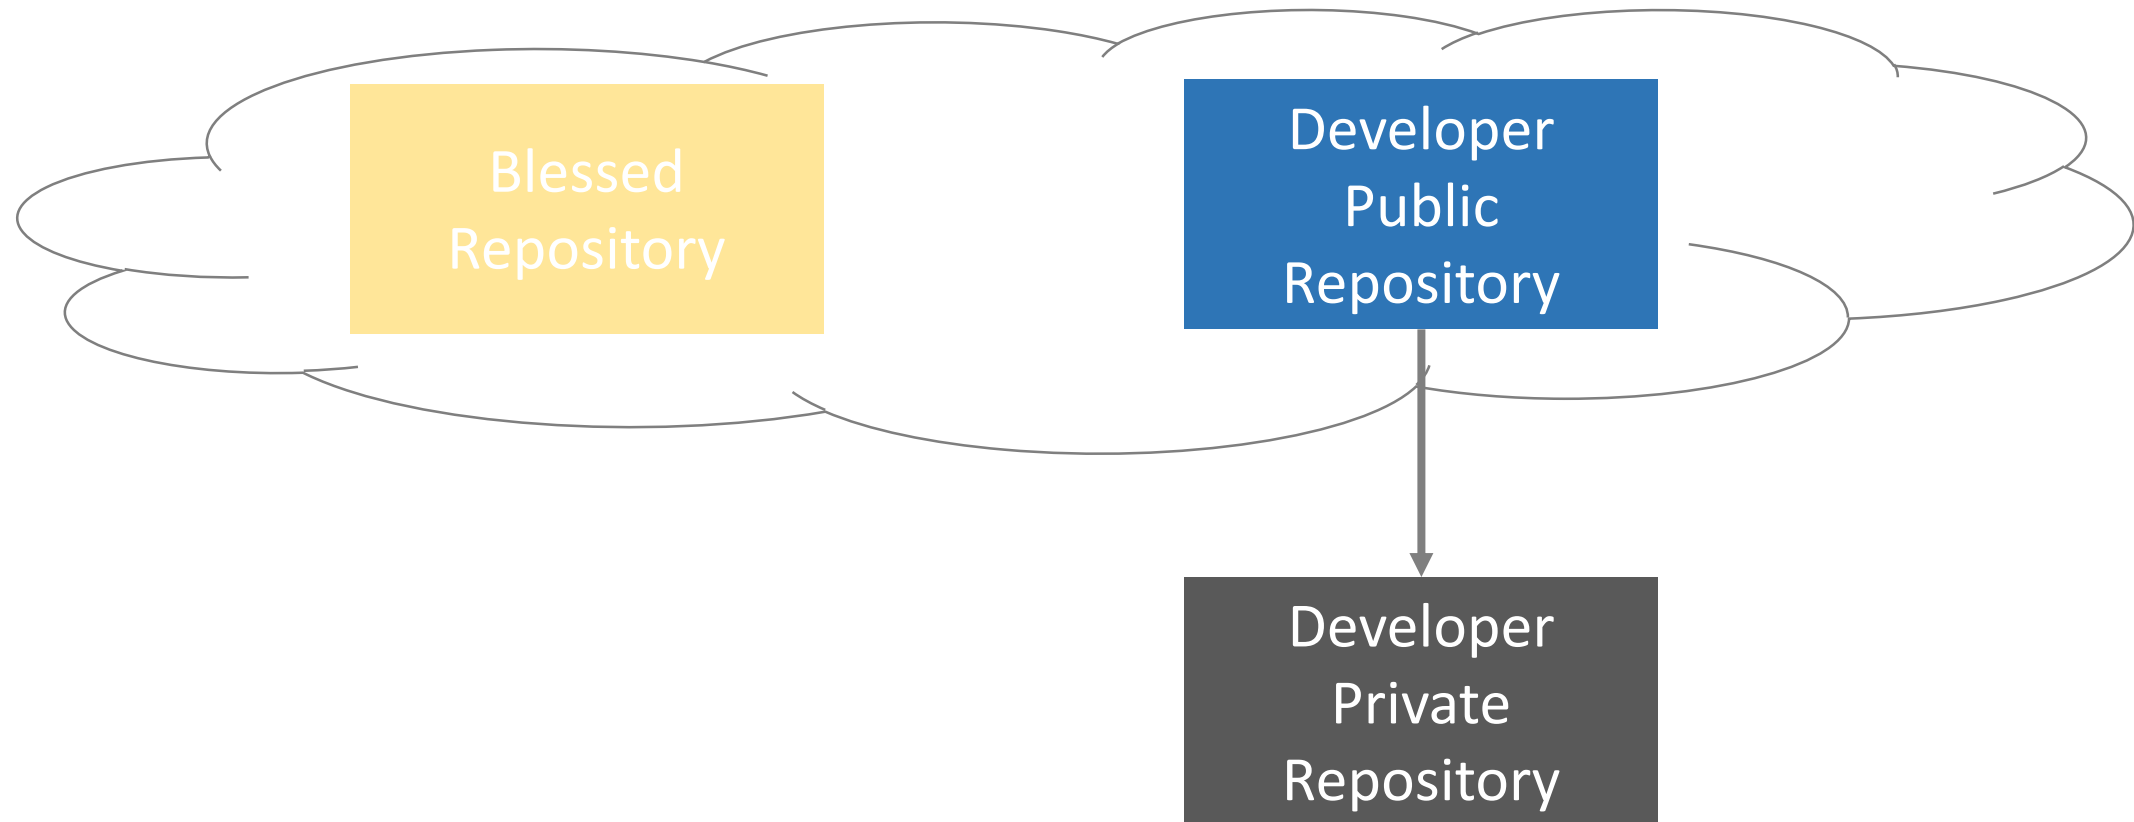 Blessed
Repository
Developer
Public
Repository
Developer
Private
Repository